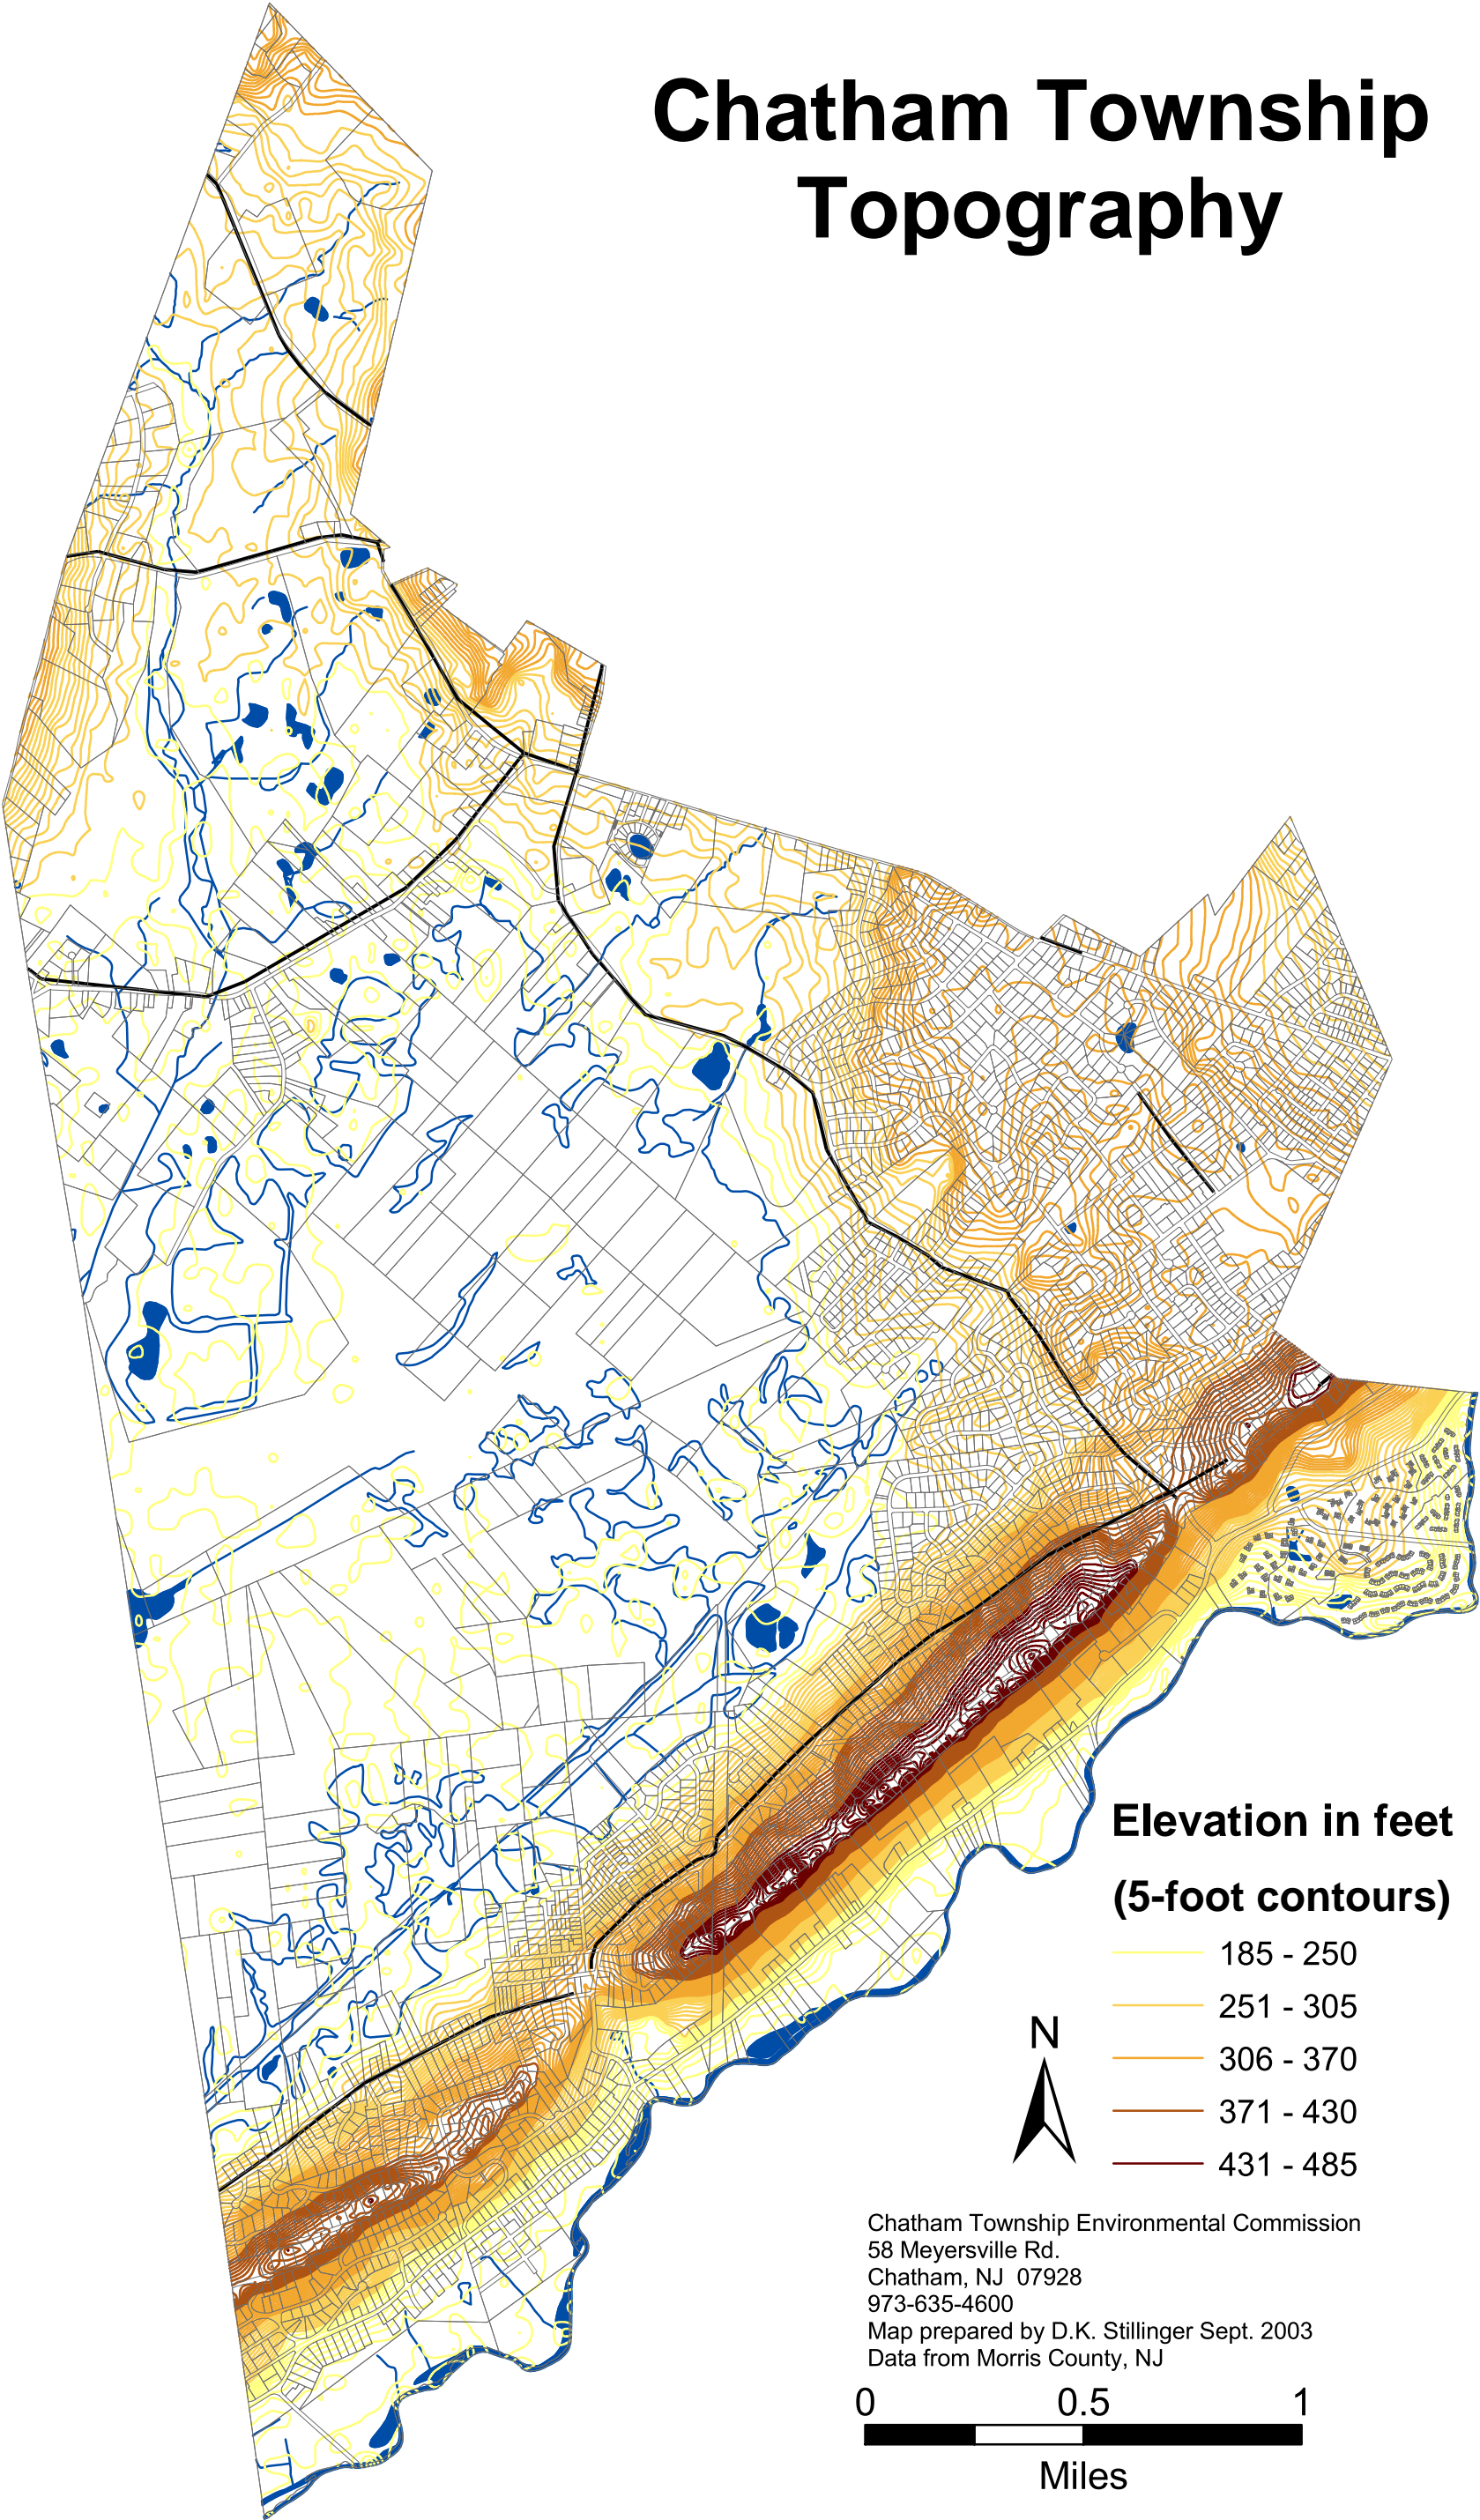 Chatham Township
Topography
Elevation in feet
(5-foot contours)
185 - 250
251 - 305
306 - 370
371 - 430
431 - 485
N
Chatham Township Environmental Commission
58 Meyersville Rd.
Chatham, NJ  07928
973-635-4600
Map prepared by D.K. Stillinger Sept. 2003
Data from Morris County, NJ
0 0.5 1
Miles